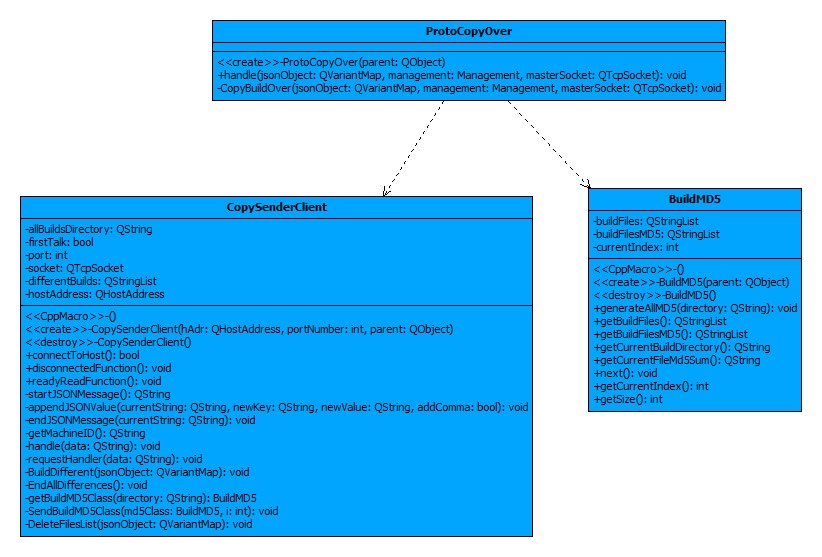 ProtoCopyOver
<<create>>-ProtoCopyOver(parent: QObject)
+handle(jsonObject: QVariantMap, management: Management, masterSocket: QTcpSocket): void
-CopyBuildOver(jsonObject: QVariantMap, management: Management, masterSocket: QTcpSocket): void
CopySenderClient
-allBuildsDirectory: QString
-firstTalk: bool
-port: int
-socket: QTcpSocket
-differentBuilds: QStringList
-hostAddress: QHostAddress
<<CppMacro>>-()
<<create>>-CopySenderClient(hAdr: QHostAddress, portNumber: int, parent: QObject)
<<destroy>>-CopySenderClient()
+connectToHost(): bool
+disconnectedFunction(): void
+readyReadFunction(): void
-startJSONMessage(): QString
-appendJSONValue(currentString: QString, newKey: QString, newValue: QString, addComma: bool): void
-endJSONMessage(currentString: QString): void
-getMachineID(): QString
-handle(data: QString): void
-requestHandler(data: QString): void
-BuildDifferent(jsonObject: QVariantMap): void
-EndAllDifferences(): void
-getBuildMD5Class(directory: QString): BuildMD5
-SendBuildMD5Class(md5Class: BuildMD5, i: int): void
-DeleteFilesList(jsonObject: QVariantMap): void
BuildMD5
-buildFiles: QStringList
-buildFilesMD5: QStringList
-currentIndex: int
<<CppMacro>>-()
<<create>>-BuildMD5(parent: QObject)
<<destroy>>-BuildMD5()
+generateAllMD5(directory: QString): void
+getBuildFiles(): QStringList
+getBuildFilesMD5(): QStringList
+getCurrentBuildDirectory(): QString
+getCurrentFileMd5Sum(): QString
+next(): void
+getCurrentIndex(): int
+getSize(): int